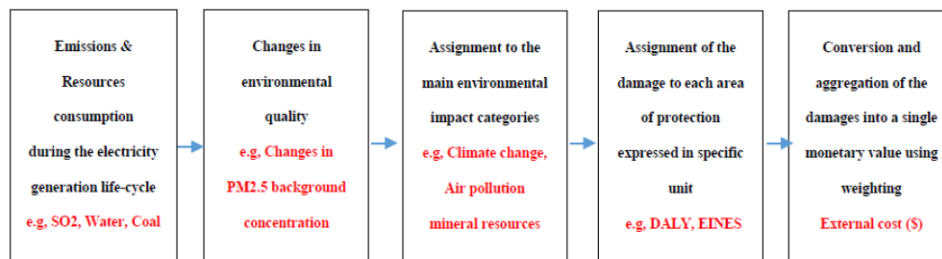 Emissions &
Resources
consumption
during the electricity
generation life-cycle
e.g, SO2, Water, Coal
Changes in
environmental
quality
e.g, Changes in
PM2.5 background
concentration
Assignment to the
main environmental
impact categories
e.g, Climate change,
Air pollution
mineral resources
Assignment of the
damage to each area
of protection
expressed in specific
unit
e.g, DALY, EINES
Conversion and
aggregation of the
damages into a single
monetary value using
weighting
External cost ($)